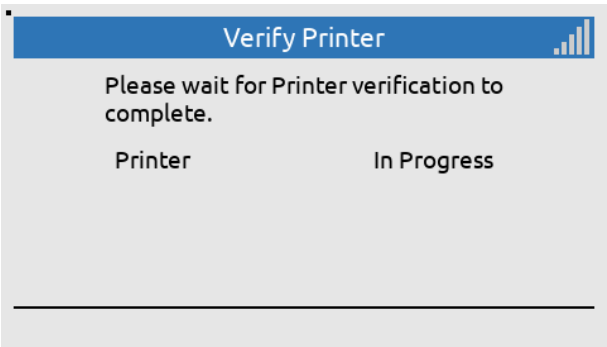 Verify Printer
Please wait for Printer verification to
complete.
Printer In Progress